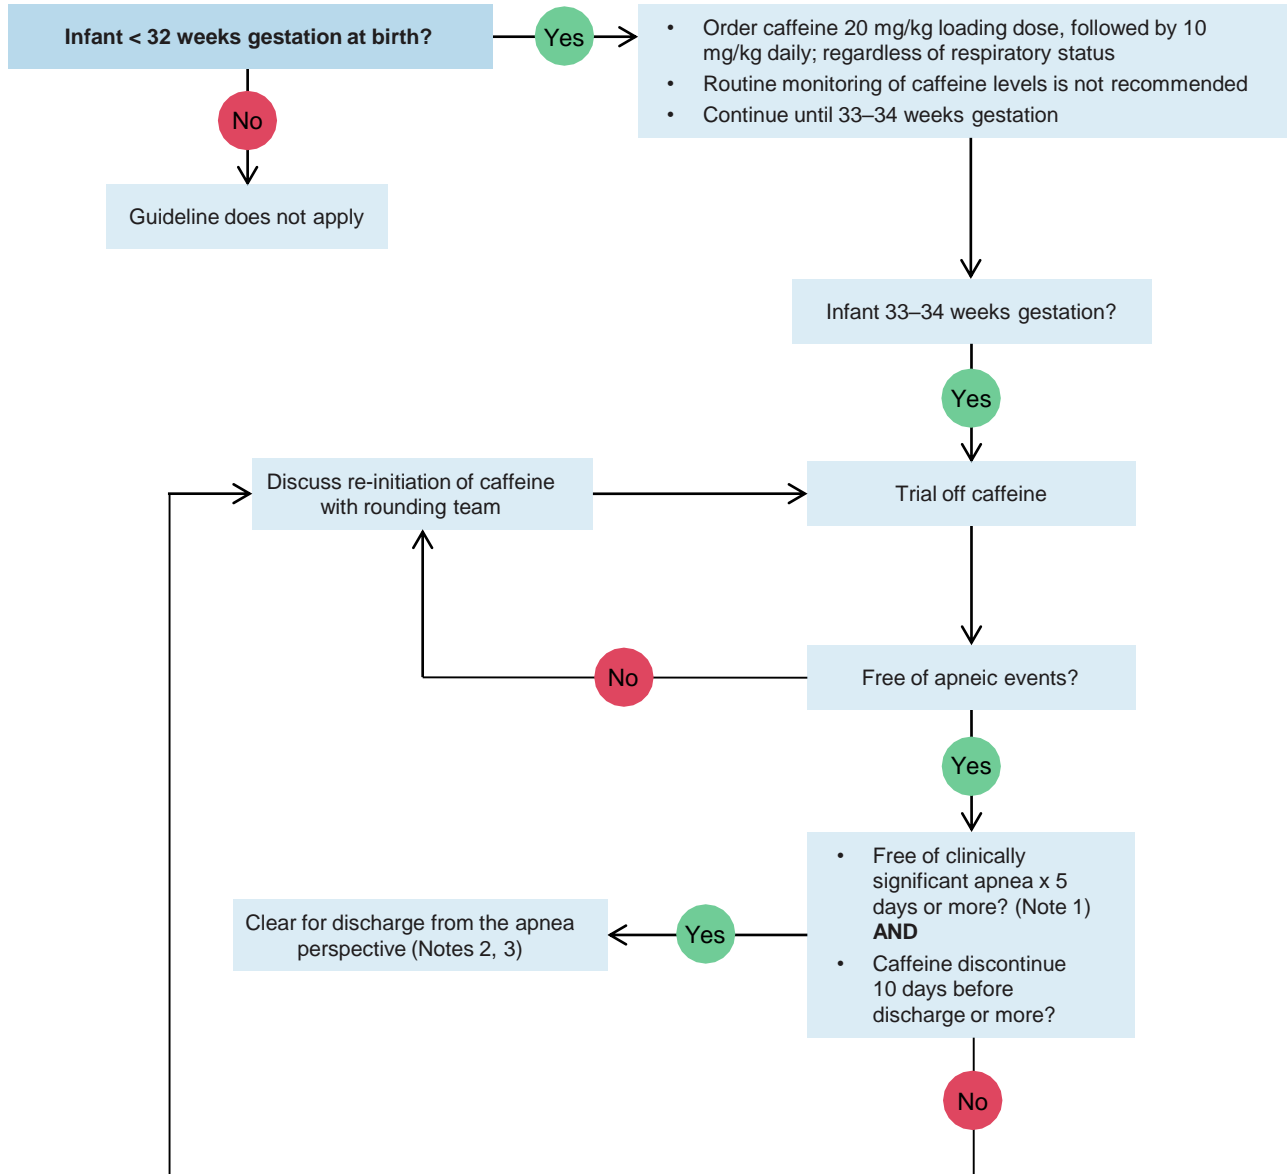 Infant < 32 weeks gestation at birth?
Yes
• Order caffeine 20 mg/kg loading dose, followed by 10
mg/kg daily; regardless of respiratory status
• Routine monitoring of caffeine levels is not recommended
• Continue until 33–34 weeks gestation
No
Guideline does not apply
Infant 33–34 weeks gestation?
Yes
Discuss re-initiation of caffeine
with rounding team
Trial off caffeine
No
Free of apneic events?
Yes
• Free of clinically
significant apnea x 5
days or more? (Note 1)
AND
• Caffeine discontinue
10 days before
discharge or more?
Yes
Clear for discharge from the apnea
perspective (Notes 2, 3)
No